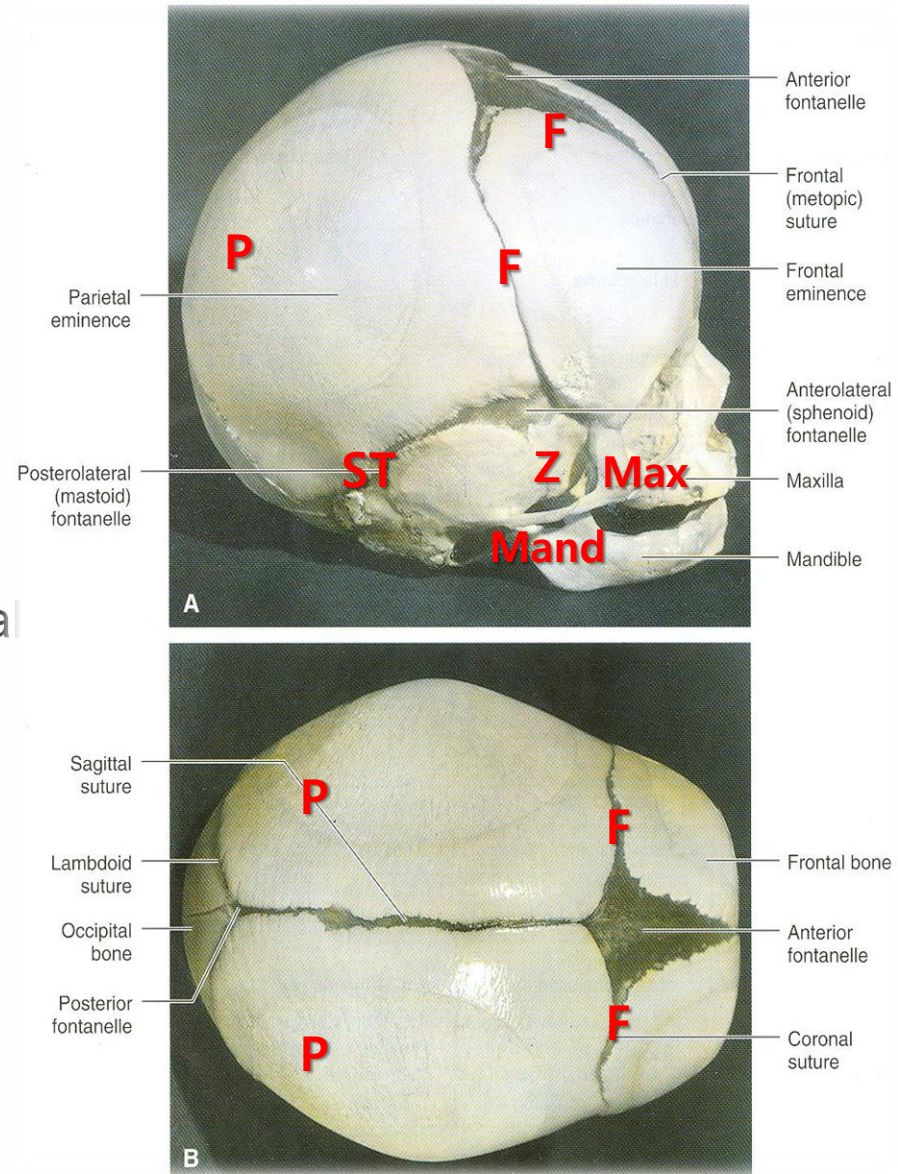 Anterior
fontanelle
F
Frontal
(metopic)
suture
P
F
Frontal
eminence
Parietal
eminence
Anterolateral
(sphenoid)
fontanelle
ST
Z
Max
Posterolateral
(mastoid)
fontanelle
Maxilla
Mand
Mandible
A
al
Sagittal
suture
P
F
Lambdoid
suture
Frontal bone
Occipital
bone
Anterior
fontanelle
Posterior
fontanelle
F
Coronal
suture
P
B